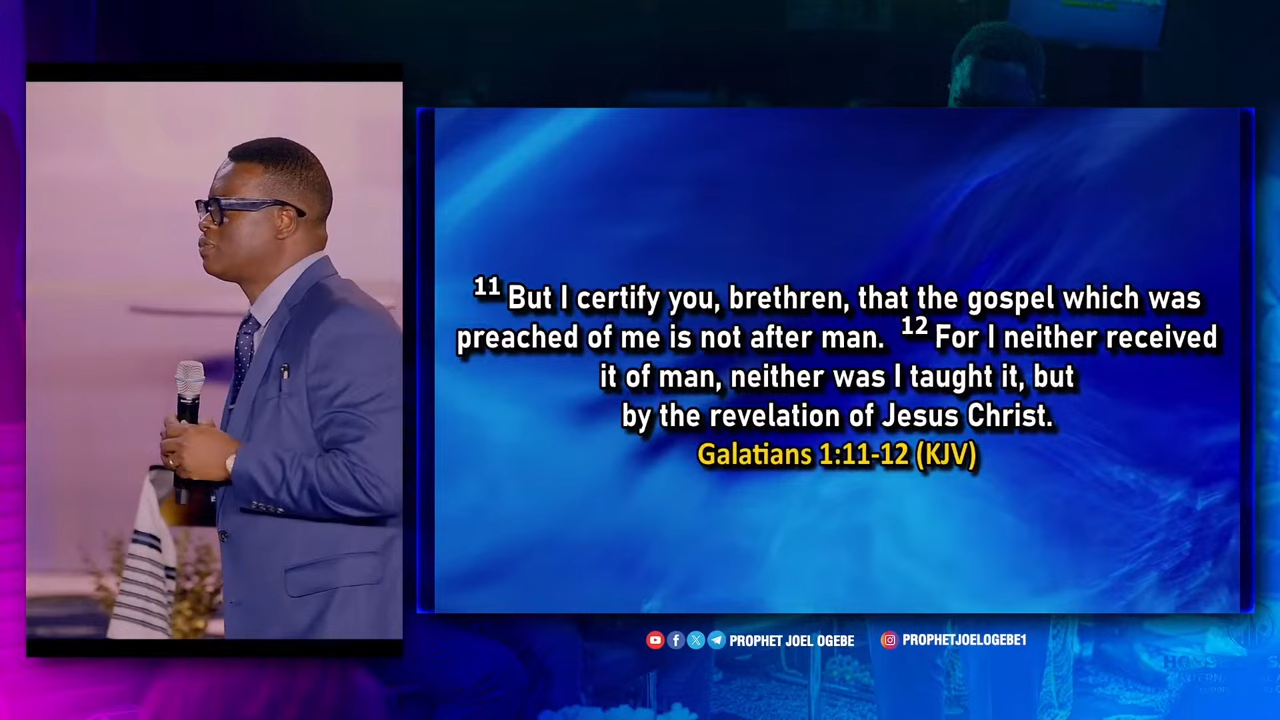 11 But I certify you, brethren, that the gospel which was
preached of me is not after man. 12 For I neither received
it of man, neither was I taught it, but
by the revelation of Jesus Christ.
Galatians 1:11-12 (KJV)
PROPHET JOEL OGEBE
PROPHETJOELOGEBE1